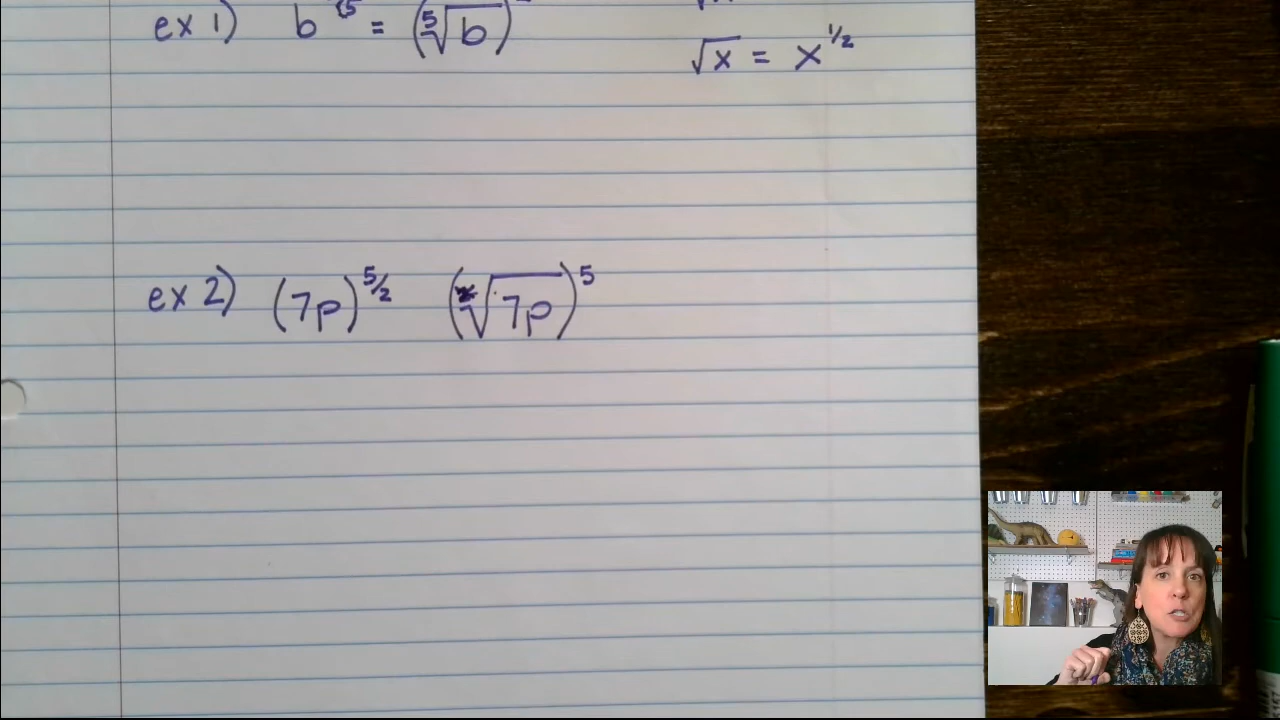 ex 1) b = (⁵√b)
√x = x^1/2
ex 2) (7p)^5/2 (√7p)^5